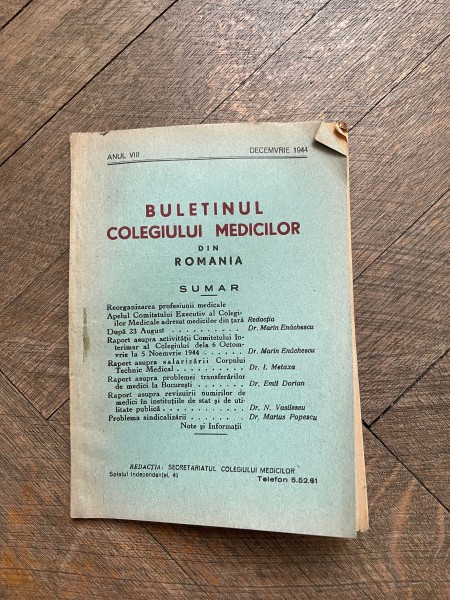 ANUL VIII DECEMVRIE 1944
BULETINUL
COLEGIULUI MEDICILOR
DIN
ROMANIA
SUMAR
Reorganizarea profesiunii medicale
Apelul Comitetului Executiv al Colegi-
ilor Medicale adresat medicilor din țară Redacția
După 23 August . . . . . . . . . . Dr. Marin Enăchescu
Raport asupra activității Comitetului In-
terimar al Colegiului dela 6 Octom-
vrie la 5 Noemvrie 1944 . . . . . . Dr. Marin Enăchescu
Raport asupra salarizării Corpului
Technic Medical . . . . . . . . . . Dr. I. Metaxa
Raport asupra problemei transferărilor
de medici la București . . . . . . . Dr. Emil Dorian
Raport asupra revizuirii numirilor de
medici în instituțiile de stat și de uti-
litate publică . . . . . . . . . . . Dr. N. Vasilescu
Problema sindicalizării . . . . . . . Dr. Marius Popescu
Note și Informații
REDACȚIA: SECRETARIATUL COLEGIULUI MEDICILOR
Splaiul Independenței, 49 Telefon 5.52.61